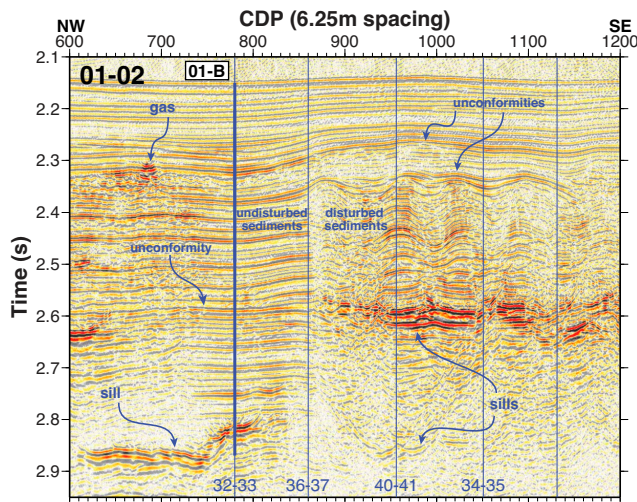 CDP (6.25m spacing)
NW
SE
600 700 800 900 1000 1100 1200
2.1
01-02
01-B
2.2
gas
unconformities
2.3
2.4
undisturbed
sediments
disturbed
sediments
unconformity
Time (s)
2.5
2.6
2.7
sill
sills
2.8
2.9
32-33 36-37 40-41 34-35